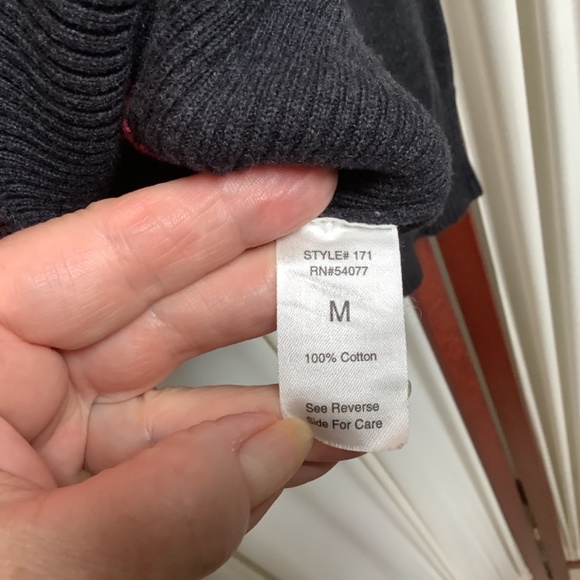 STYLE# 171
RN#54077
M
100% Cotton
See Reverse
Side For Care